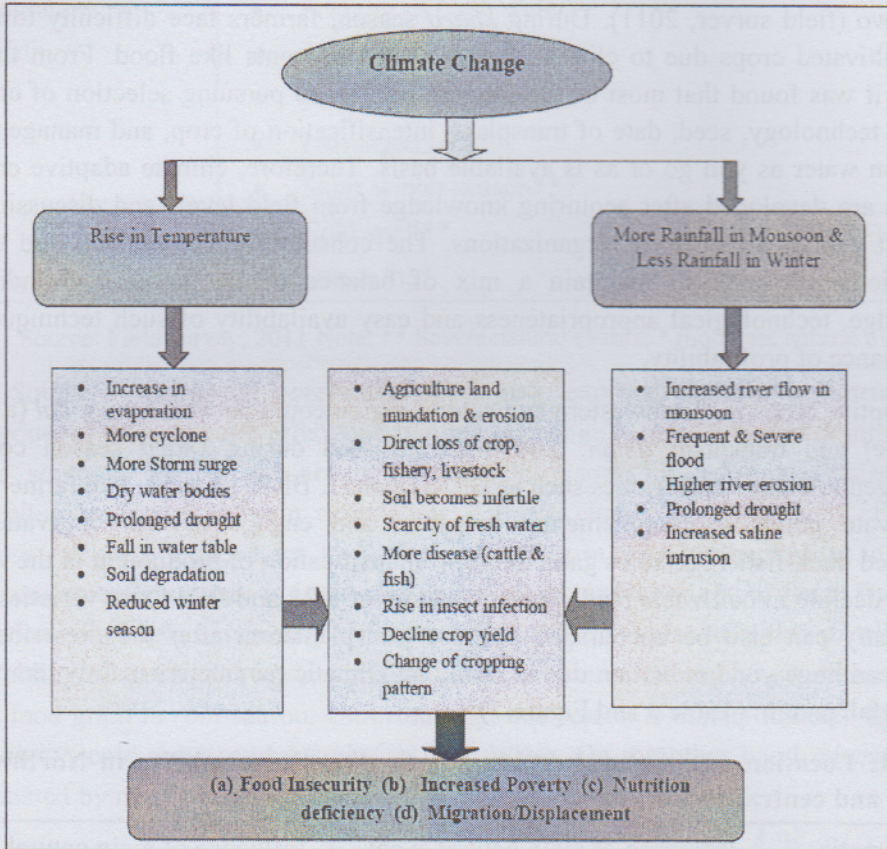 Climate Change
Rise in Temperature
More Rainfall in Monsoon &
Less Rainfall in Winter
• Increase in
evaporation
• More cyclone
• More Storm surge
• Dry water bodies
• Prolonged drought
• Fall in water table
• Soil degradation
• Reduced winter
season
• Agriculture land
inundation & erosion
• Direct loss of crop,
fishery, livestock
• Soil becomes infertile
• Scarcity of fresh water
• More disease (cattle &
fish)
• Rise in insect infection
• Decline crop yield
• Change of cropping
pattern
• Increased river flow in
monsoon
• Frequent & Severe
flood
• Higher river erosion
• Prolonged drought
• Increased saline
intrusion
(a) Food Insecurity (b) Increased Poverty (c) Nutrition
deficiency (d) Migration/Displacement